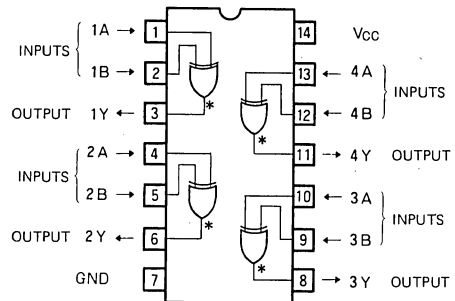 1A 1 14 Vcc
INPUTS 13 4A
1B 2 INPUTS
12 4B
OUTPUT 1Y 3 *
* 11 4Y OUTPUT
2A 4
INPUTS 10 3A
2B 5 INPUTS
9 3B
OUTPUT 2Y 6 *
*
GND 7 8 3Y OUTPUT